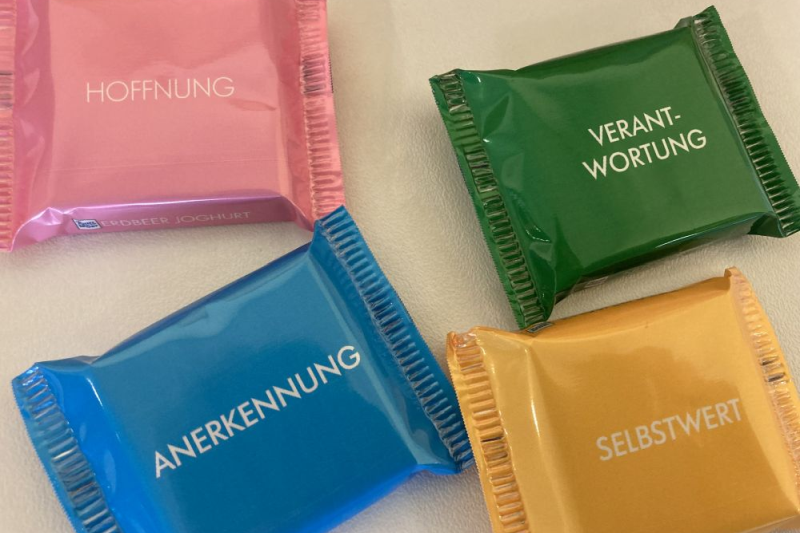 HOFFNUNG
ERDBEER JOGHURT
VERANT-
WORTUNG
ANERKENNUNG
SELBSTWERT